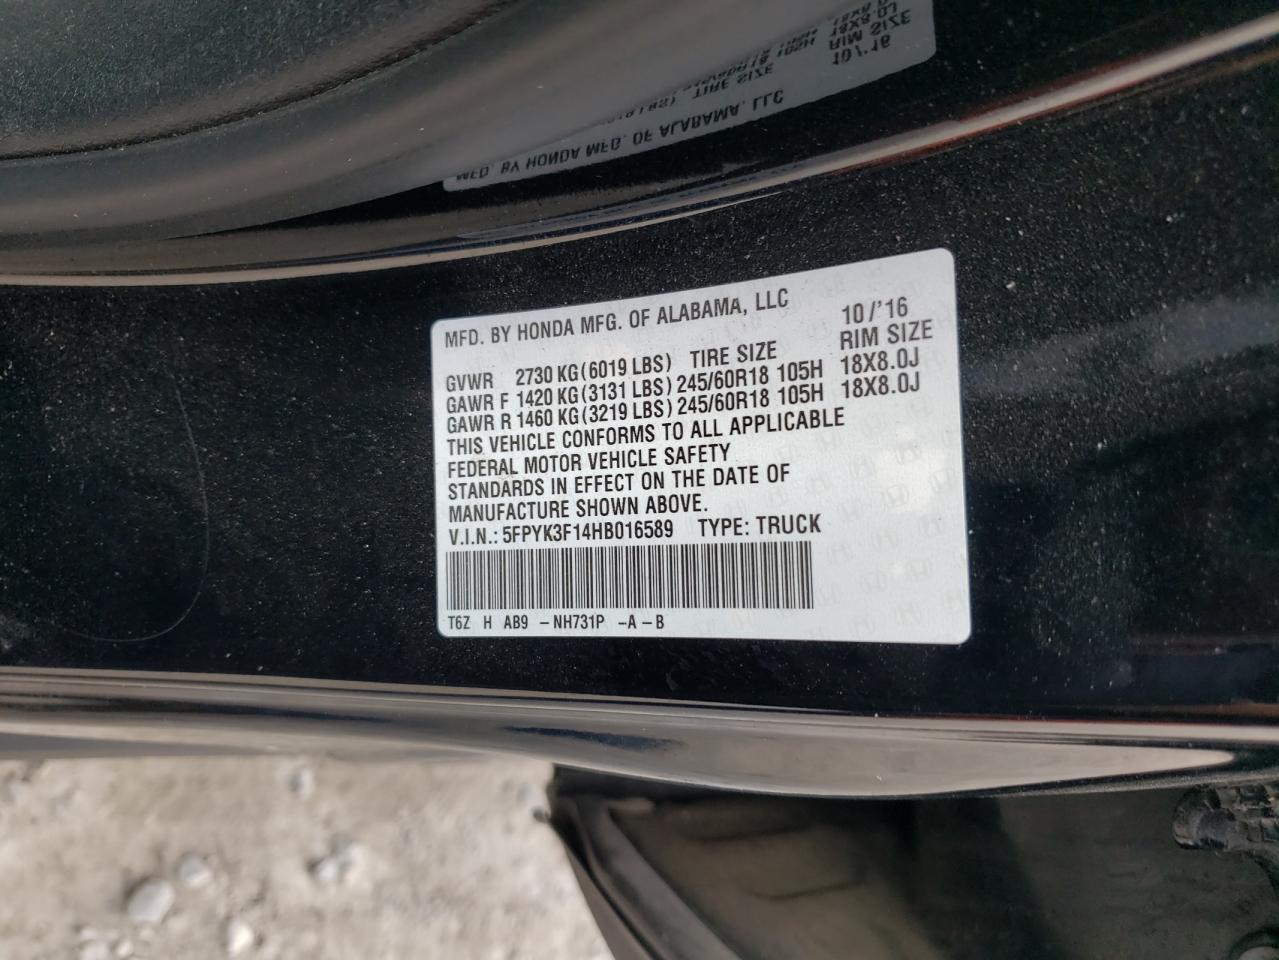 MFD. BY HONDA MFG. OF ALABAMA, LLC 10/'16
GVWR 2730 KG(6019 LBS) TIRE SIZE RIM SIZE
GAWR F 1420 KG(3131 LBS) 245/60R18 105H 18X8.0J
GAWR R 1460 KG(3219 LBS) 245/60R18 105H 18X8.0J
THIS VEHICLE CONFORMS TO ALL APPLICABLE
FEDERAL MOTOR VEHICLE SAFETY
STANDARDS IN EFFECT ON THE DATE OF
MANUFACTURE SHOWN ABOVE.
V.I.N.: 5FPYK3F14HB016589 TYPE: TRUCK
T6Z H AB9 -NH731P -A-B